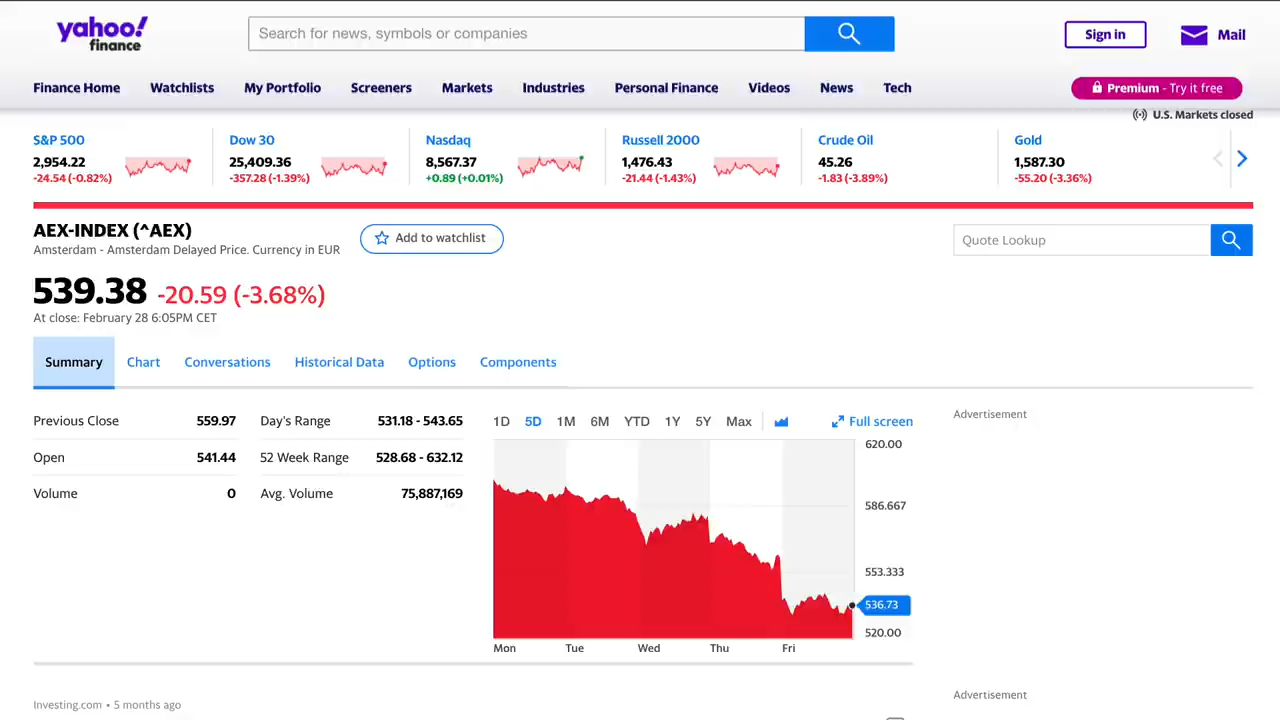 yahoo!
finance
Search for news, symbols or companies
Sign in
Mail
Finance Home Watchlists My Portfolio Screeners Markets Industries Personal Finance Videos News Tech
Premium - Try it free
U.S. Markets closed
S&P 500
2,954.22
-24.54 (-0.82%)
Dow 30
25,409.36
-357.28 (-1.39%)
Nasdaq
8,567.37
+0.89 (+0.01%)
Russell 2000
1,476.43
-21.44 (-1.43%)
Crude Oil
45.26
-1.83 (-3.89%)
Gold
1,587.30
-55.20 (-3.36%)
AEX-INDEX (^AEX)
Amsterdam - Amsterdam Delayed Price. Currency in EUR
Add to watchlist
Quote Lookup
539.38 -20.59 (-3.68%)
At close: February 28 6:05PM CET
Summary Chart Conversations Historical Data Options Components
Previous Close 559.97
Open 541.44
Volume 0
Day's Range 531.18 - 543.65
52 Week Range 528.68 - 632.12
Avg. Volume 75,887,169
1D 5D 1M 6M YTD 1Y 5Y Max
Full screen
620.00
586.667
553.333
536.73
520.00
Mon Tue Wed Thu Fri
Advertisement
Advertisement
Investing.com • 5 months ago